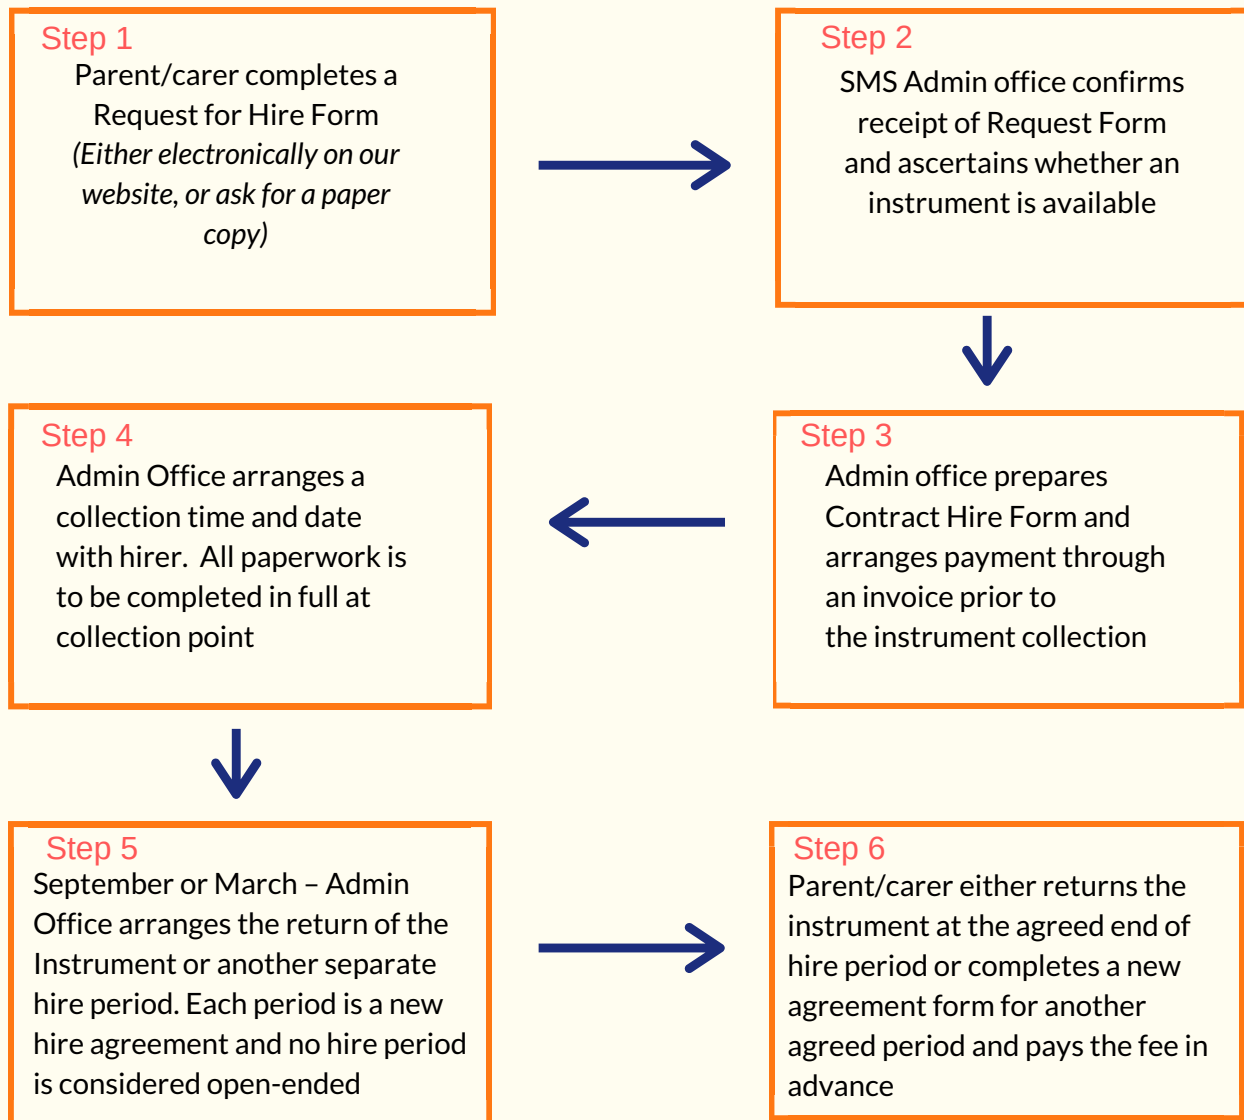 Step 1
Parent/carer completes a
Request for Hire Form
(Either electronically on our
website, or ask for a paper
copy)
Step 2
SMS Admin office confirms
receipt of Request Form
and ascertains whether an
instrument is available
Step 3
Admin office prepares
Contract Hire Form and
arranges payment through
an invoice prior to
the instrument collection
Step 4
Admin Office arranges a
collection time and date
with hirer.  All paperwork is
to be completed in full at
collection point
Step 5
September or March – Admin
Office arranges the return of the
Instrument or another separate
hire period. Each period is a new
hire agreement and no hire period
is considered open-ended
Step 6
Parent/carer either returns the
instrument at the agreed end of
hire period or completes a new
agreement form for another
agreed period and pays the fee in
advance